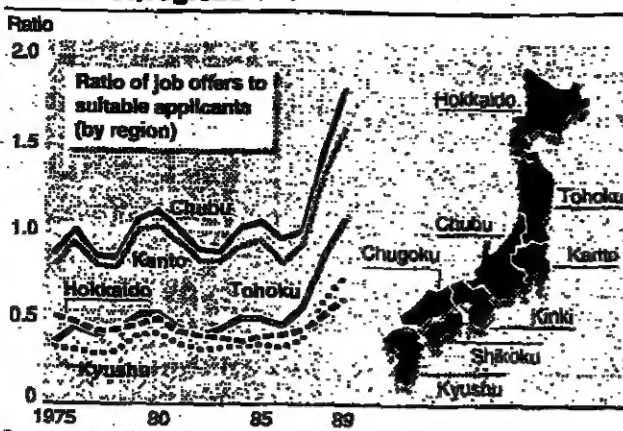 Ratio
2.0
Ratio of job offers to
suitable applicants
(by region)
1.5
1.0
0.5
0
Chubu
Kanto
Hokkaido
Tohoku
Kyushu
1975 80 85 89
Hokkaido
Tohoku
Chubu
Kanto
Chugoku
Kinki
Shikoku
Kyushu